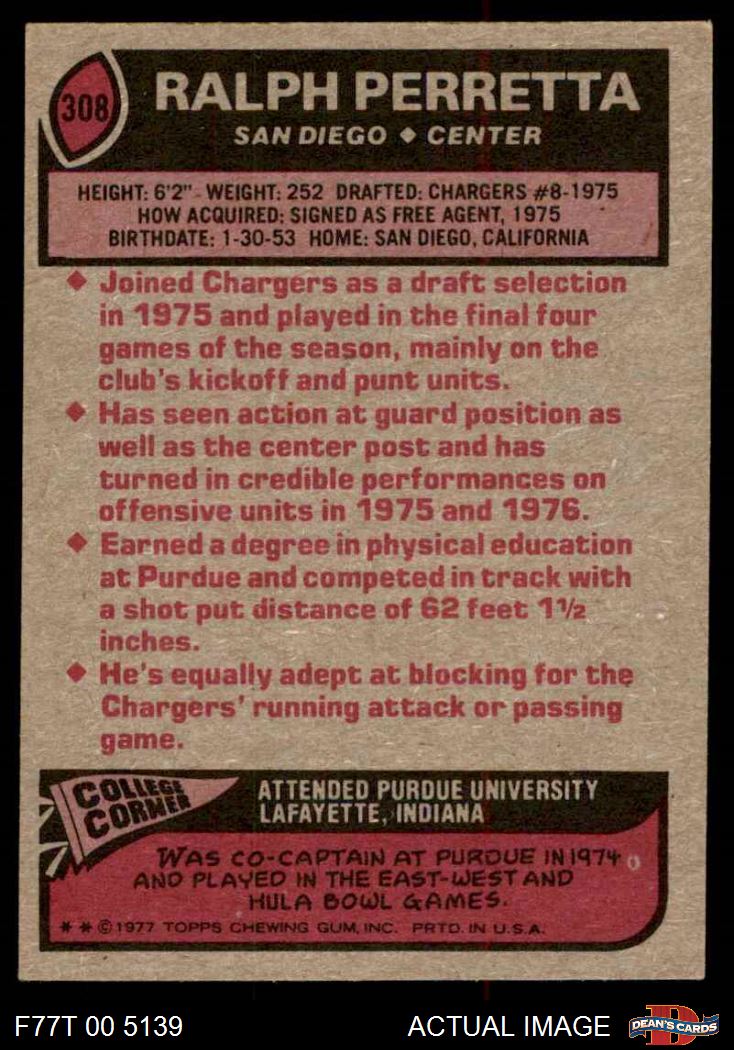 308
RALPH PERRETTA
SAN DIEGO ◆ CENTER
HEIGHT: 6'2" WEIGHT: 252 DRAFTED: CHARGERS #8-1975
HOW ACQUIRED: SIGNED AS FREE AGENT, 1975
BIRTHDATE: 1-30-53 HOME: SAN DIEGO, CALIFORNIA
◆ Joined Chargers as a draft selection
in 1975 and played in the final four
games of the season, mainly on the
club's kickoff and punt units.
◆ Has seen action at guard position as
well as the center post and has
turned in credible performances on
offensive units in 1975 and 1976.
◆ Earned a degree in physical education
at Purdue and competed in track with
a shot put distance of 62 feet 1½
inches.
◆ He's equally adept at blocking for the
Chargers' running attack or passing
game.
COLLEGE
CORNER
ATTENDED PURDUE UNIVERSITY
LAFAYETTE, INDIANA
WAS CO-CAPTAIN AT PURDUE IN 1974
AND PLAYED IN THE EAST-WEST AND
HULA BOWL GAMES.
* * © 1977 TOPPS CHEWING GUM, INC. PRTD. IN U.S.A.
F77T 00 5139
ACTUAL IMAGE
D
DEAN'S CARDS